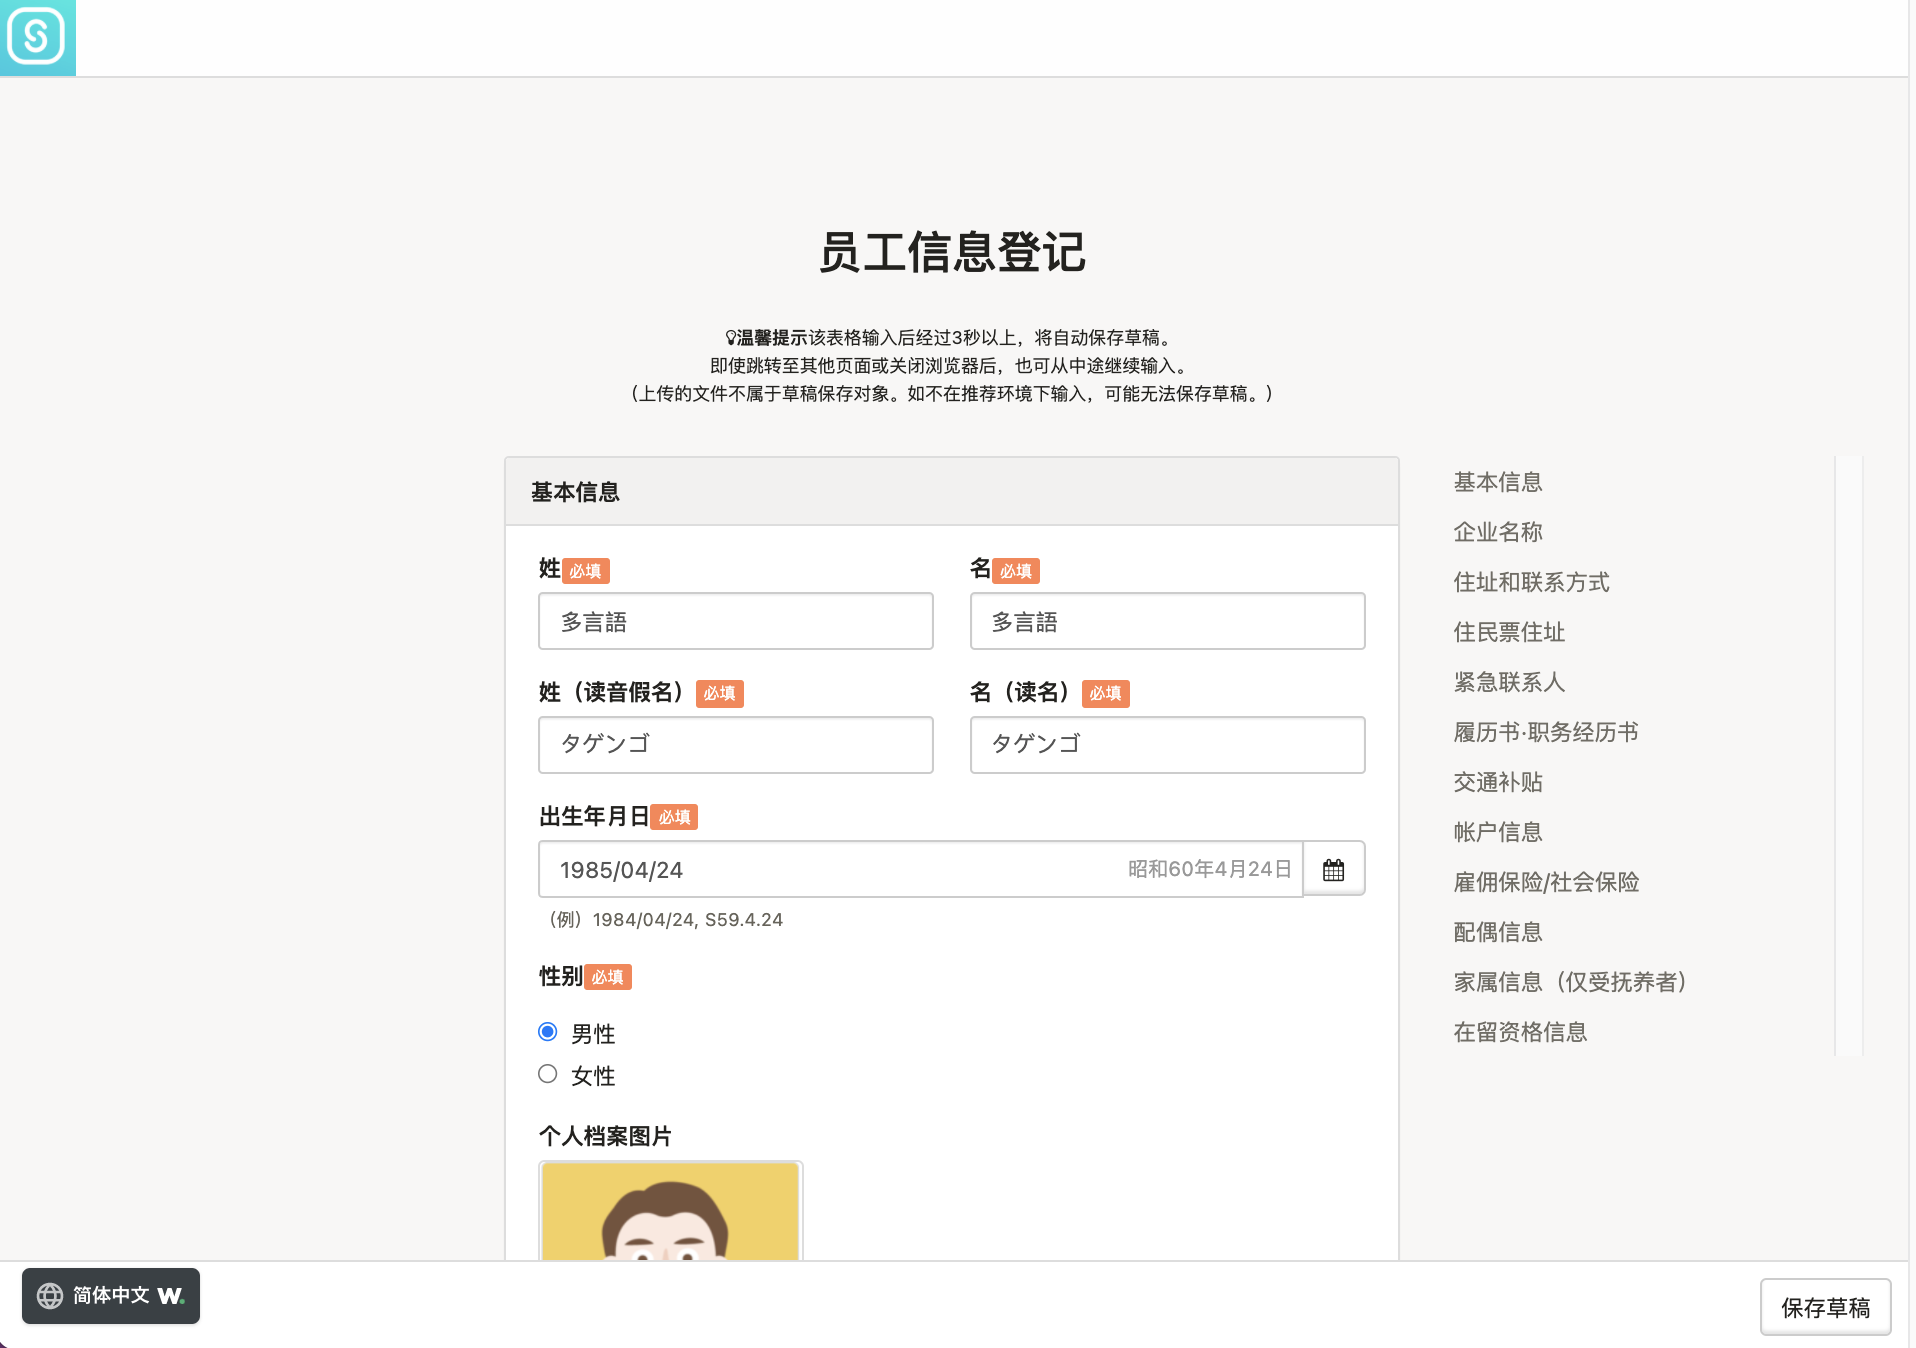 员工信息登记
温馨提示该表格输入后经过3秒以上，将自动保存草稿。
即使跳转至其他页面或关闭浏览器后，也可从中途继续输入。
（上传的文件不属于草稿保存对象。如不在推荐环境下输入，可能无法保存草稿。）
基本信息
姓 必填
名 必填
多言語
多言語
姓（读音假名） 必填
名（读名） 必填
タゲンゴ
タゲンゴ
出生年月日 必填
1985/04/24 昭和60年4月24日
（例）1984/04/24, S59.4.24
性别 必填
男性
女性
个人档案图片
基本信息
企业名称
住址和联系方式
住民票住址
紧急联系人
履历书·职务经历书
交通补贴
帐户信息
雇佣保险/社会保险
配偶信息
家属信息（仅受抚养者）
在留资格信息
简体中文 W.
保存草稿